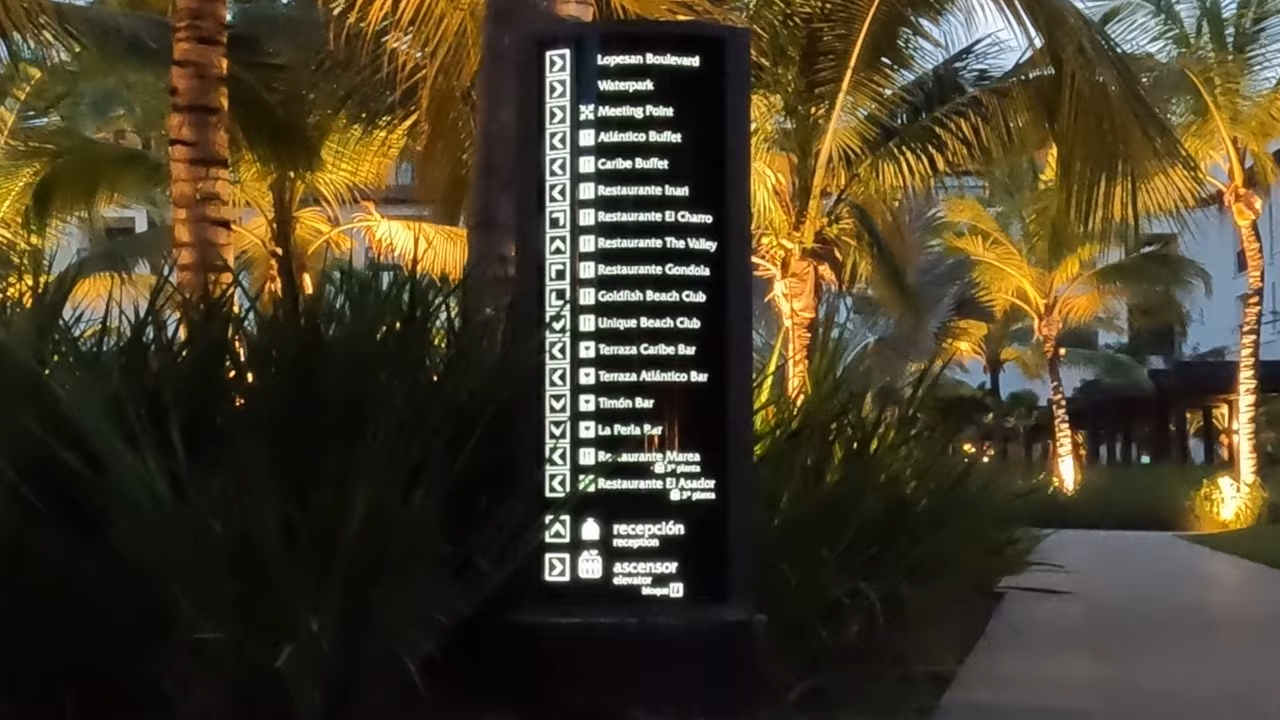 Lopesan Boulevard
Waterpark
Meeting Point
Atlántico Buffet
Caribe Buffet
Restaurante Inari
Restaurante El Charro
Restaurante The Valley
Restaurante Gondola
Goldfish Beach Club
Unique Beach Club
Terraza Caribe Bar
Terraza Atlántico Bar
Timón Bar
La Perla Bar
Restaurante Marea
3ª planta
Restaurante El Asador
3ª planta
recepción
reception
ascensor
elevator
bloque